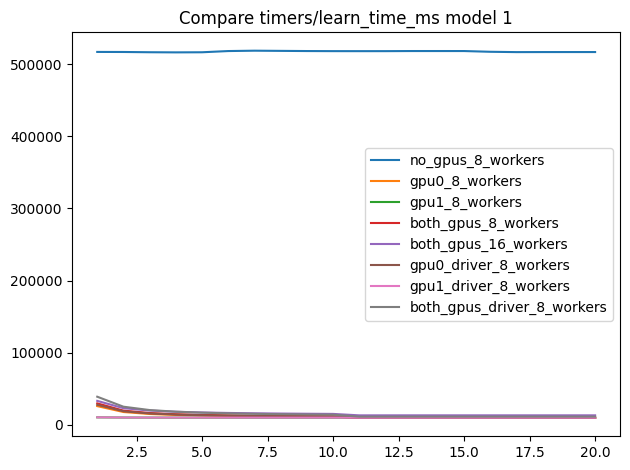 Compare timers/learn_time_ms model 1
500000
400000
300000
200000
100000
0
no_gpus_8_workers
gpu0_8_workers
gpu1_8_workers
both_gpus_8_workers
both_gpus_16_workers
gpu0_driver_8_workers
gpu1_driver_8_workers
both_gpus_driver_8_workers
2.5 5.0 7.5 10.0 12.5 15.0 17.5 20.0